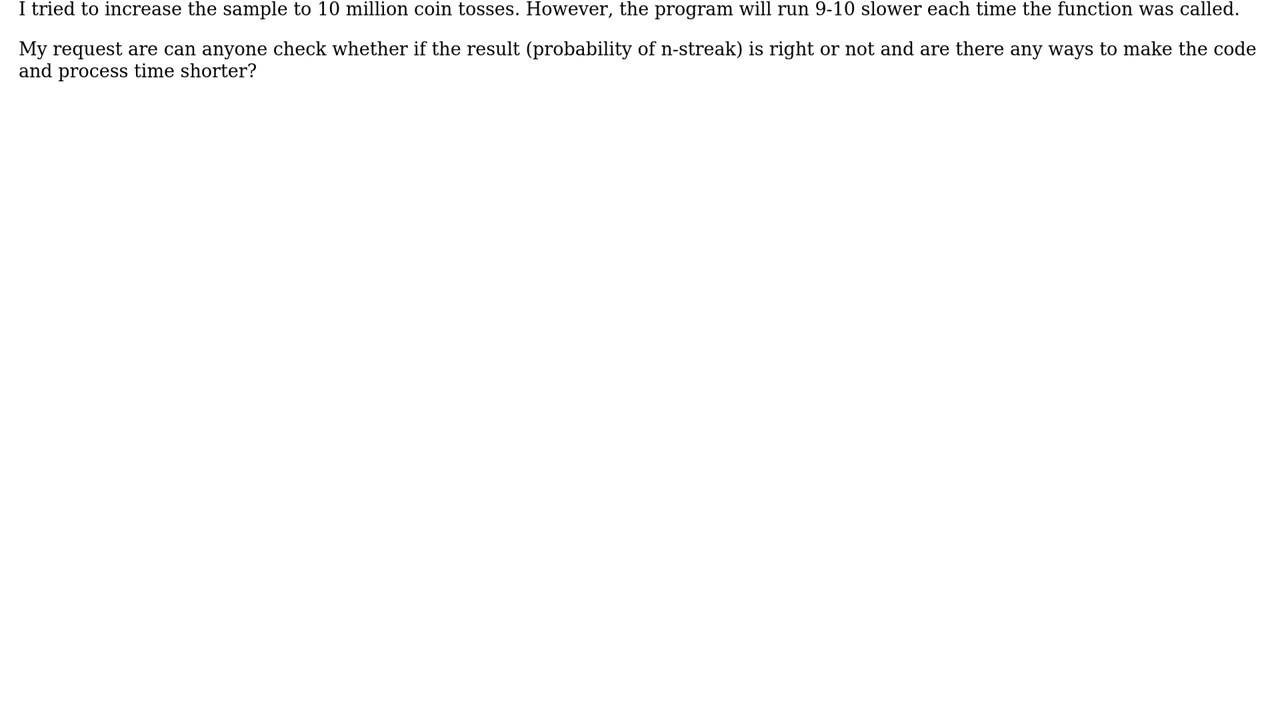 I tried to increase the sample to 10 million coin tosses. However, the program will run 9-10 slower each time the function was called.
My request are can anyone check whether if the result (probability of n-streak) is right or not and are there any ways to make the code
and process time shorter?